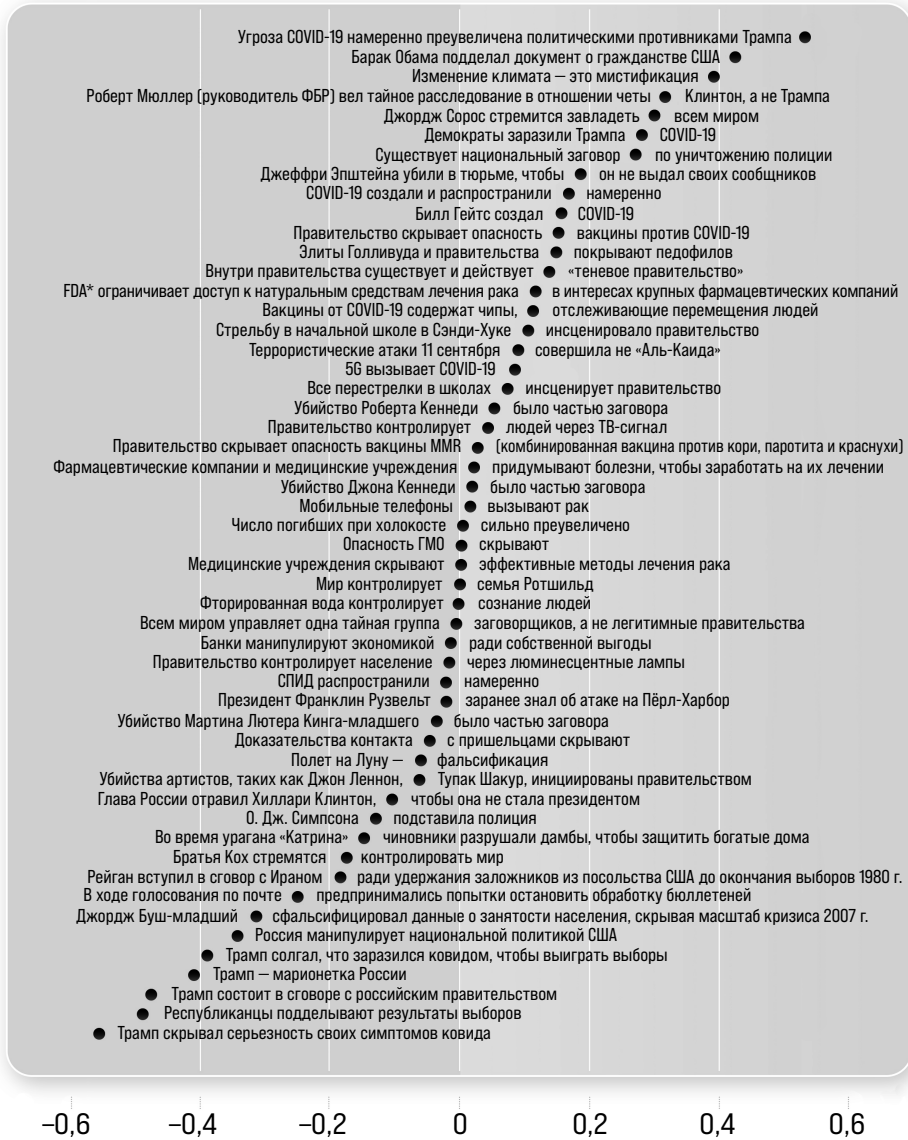 Угроза COVID-19 намеренно преувеличена политическими противниками Трампа
Барак Обама подделал документ о гражданстве США
Изменение климата — это мистификация
Роберт Мюллер (руководитель ФБР) вел тайное расследование в отношении четы Клинтон, а не Трампа
Джордж Сорос стремится завладеть всем миром
Демократы заразили Трампа COVID-19
Существует национальный заговор по уничтожению полиции
Джеффри Эпштейна убили в тюрьме, чтобы он не выдал своих сообщников
COVID-19 создали и распространили намеренно
Билл Гейтс создал COVID-19
Правительство скрывает опасность вакцины против COVID-19
Элиты Голливуда и правительства покрывают педофилов
Внутри правительства существует и действует «теневое правительство»
FDA* ограничивает доступ к натуральным средствам лечения рака в интересах крупных фармацевтических компаний
Вакцины от COVID-19 содержат чипы, отслеживающие перемещения людей
Стрельбу в начальной школе в Сэнди-Хуке инсценировало правительство
Террористические атаки 11 сентября совершила не «Аль-Каида»
5G вызывает COVID-19
Все перестрелки в школах инсценирует правительство
Убийство Роберта Кеннеди было частью заговора
Правительство контролирует людей через ТВ-сигнал
Правительство скрывает опасность вакцины MMR (комбинированная вакцина против кори, паротита и краснухи)
Фармацевтические компании и медицинские учреждения придумывают болезни, чтобы заработать на их лечении
Убийство Джона Кеннеди было частью заговора
Мобильные телефоны вызывают рак
Число погибших при холокосте сильно преувеличено
Опасность ГМО скрывают
Медицинские учреждения скрывают эффективные методы лечения рака
Мир контролирует семья Ротшильд
Фторированная вода контролирует сознание людей
Всем миром управляет одна тайная группа заговорщиков, а не легитимные правительства
Банки манипулируют экономикой ради собственной выгоды
Правительство контролирует население через люминесцентные лампы
СПИД распространили намеренно
Президент Франклин Рузвельт заранее знал об атаке на Пёрл-Харбор
Убийство Мартина Лютера Кинга-младшего было частью заговора
Доказательства контакта с пришельцами скрывают
Полет на Луну — фальсификация
Убийства артистов, таких как Джон Леннон, Тупак Шакур, инициированы правительством
Глава России отравил Хиллари Клинтон, чтобы она не стала президентом
О. Дж. Симпсона подставила полиция
Во время урагана «Катрина» чиновники разрушали дамбы, чтобы защитить богатые дома
Братья Кох стремятся контролировать мир
Рейган вступил в сговор с Ираном ради удержания заложников из посольства США до окончания выборов 1980 г.
В ходе голосования по почте предпринимались попытки остановить обработку бюллетеней
Джордж Буш-младший сфальсифицировал данные о занятости населения, скрывая масштаб кризиса 2007 г.
Россия манипулирует национальной политикой США
Трамп солгал, что заразился ковидом, чтобы выиграть выборы
Трамп — марионетка России
Трамп состоит в сговоре с российским правительством
Республиканцы подделывают результаты выборов
Трамп скрывал серьезность своих симптомов ковида
–0,6 –0,4 –0,2 0 0,2 0,4 0,6